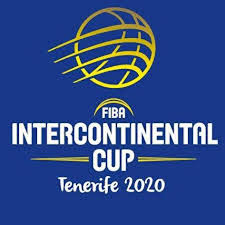 FIBA
INTERCONTINENTAL
CUP
Tenerife 2020